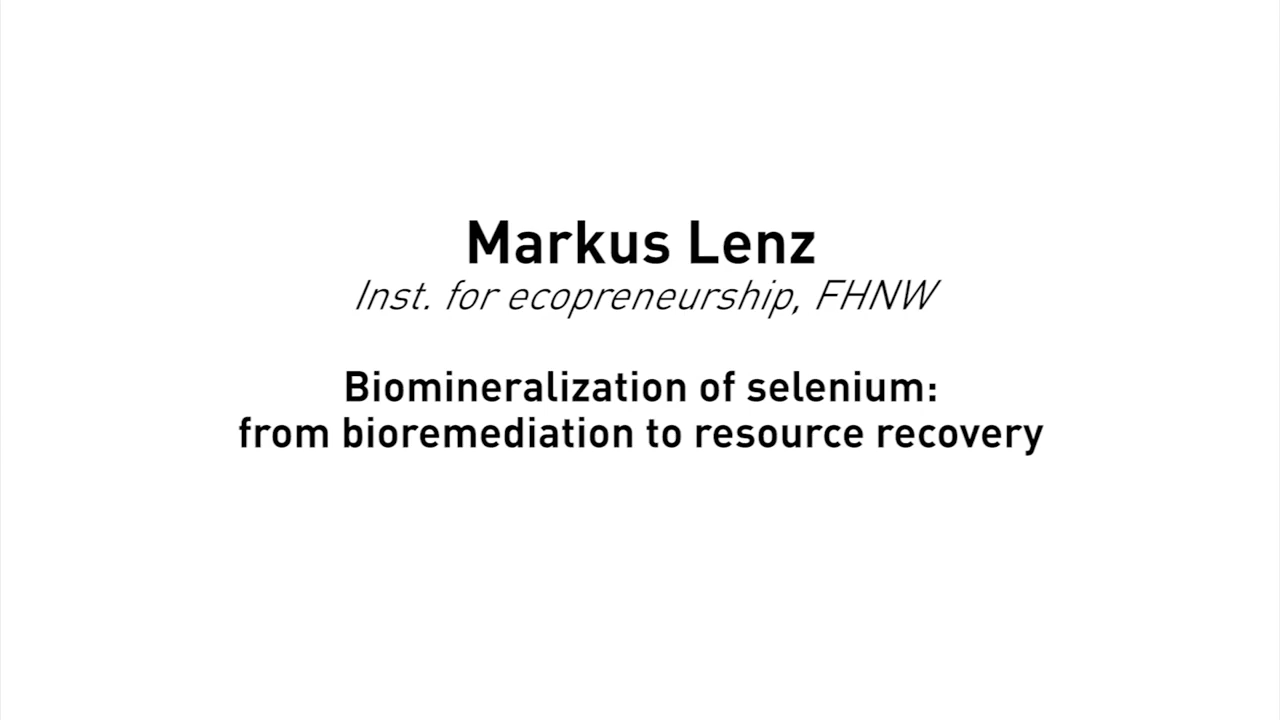 Markus Lenz
Inst. for ecopreneurship, FHNW
Biomineralization of selenium:
from bioremediation to resource recovery